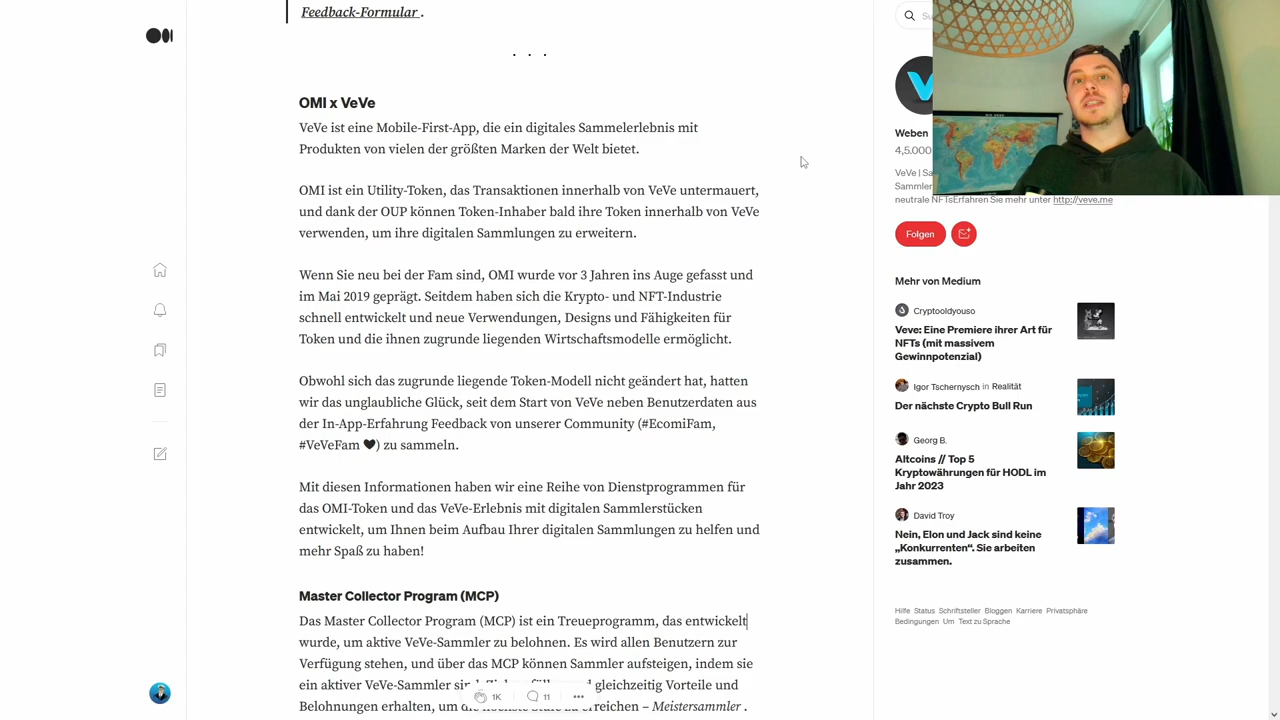 Feedback-Formular .
. . .
OMI x VeVe
VeVe ist eine Mobile-First-App, die ein digitales Sammelerlebnis mit
Produkten von vielen der größten Marken der Welt bietet.
OMI ist ein Utility-Token, das Transaktionen innerhalb von VeVe untermauert,
und dank der OUP können Token-Inhaber bald ihre Token innerhalb von VeVe
verwenden, um ihre digitalen Sammlungen zu erweitern.
Wenn Sie neu bei der Fam sind, OMI wurde vor 3 Jahren ins Auge gefasst und
im Mai 2019 geprägt. Seitdem haben sich die Krypto- und NFT-Industrie
schnell entwickelt und neue Verwendungen, Designs und Fähigkeiten für
Token und die ihnen zugrunde liegenden Wirtschaftsmodelle ermöglicht.
Obwohl sich das zugrunde liegende Token-Modell nicht geändert hat, hatten
wir das unglaubliche Glück, seit dem Start von VeVe neben Benutzerdaten aus
der In-App-Erfahrung Feedback von unserer Community (#EcomiFam,
#VeVeFam 🖤) zu sammeln.
Mit diesen Informationen haben wir eine Reihe von Dienstprogrammen für
das OMI-Token und das VeVe-Erlebnis mit digitalen Sammlerstücken
entwickelt, um Ihnen beim Aufbau Ihrer digitalen Sammlungen zu helfen und
mehr Spaß zu haben!
Master Collector Program (MCP)
Das Master Collector Program (MCP) ist ein Treueprogramm, das entwickelt
wurde, um aktive VeVe-Sammler zu belohnen. Es wird allen Benutzern zur
Verfügung stehen, und über das MCP können Sammler aufsteigen, indem sie
ein aktiver VeVe-Sammler gleichzeitig Vorteile und
Belohnungen erhalten, um erreichen – Meistersammler .
1K 11
Weben
4,5.000
VeVe |
Sammler
neutrale NFTsErfahren Sie mehr unter http://veve.me
Folgen
Mehr von Medium
Cryptooldyouso
Veve: Eine Premiere ihrer Art für
NFTs (mit massivem
Gewinnpotenzial)
Igor Tschernysch in Realität
Der nächste Crypto Bull Run
Georg B.
Altcoins // Top 5
Kryptowährungen für HODL im
Jahr 2023
David Troy
Nein, Elon und Jack sind keine
„Konkurrenten“. Sie arbeiten
zusammen.
Hilfe Status Schriftsteller Bloggen Karriere Privatsphäre
Bedingungen Um Text zu Sprache